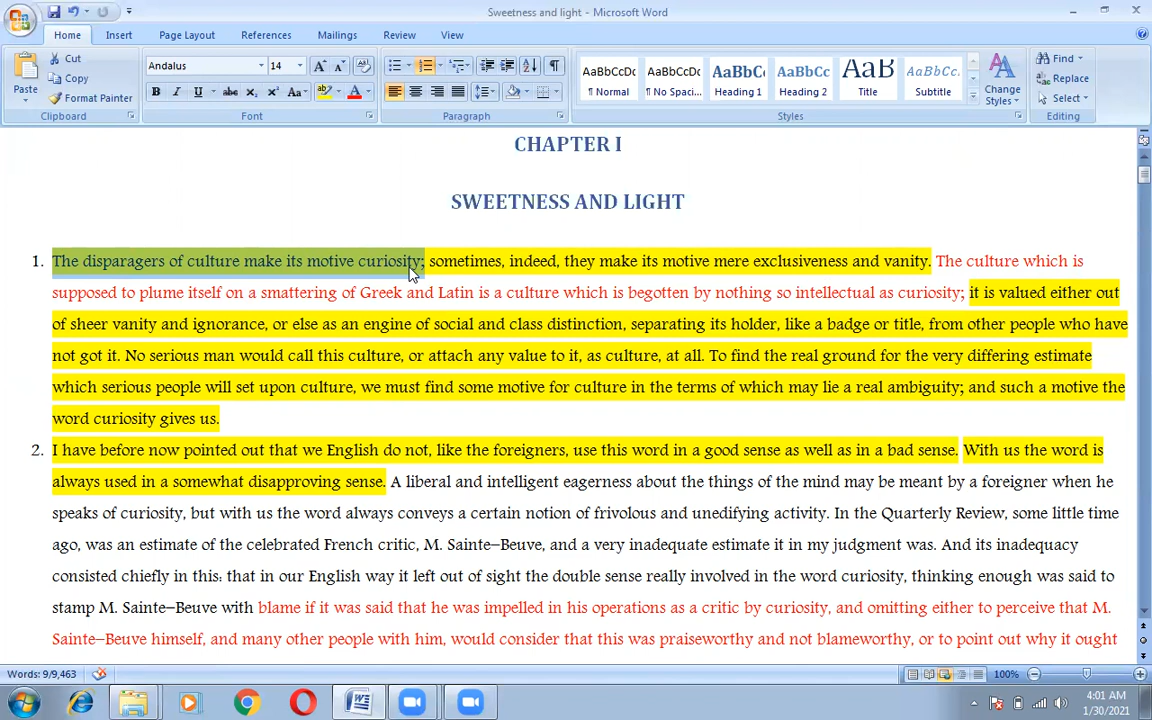 Sweetness and light - Microsoft Word
Home Insert Page Layout References Mailings Review View
Paste Cut Copy Format Painter Clipboard
Andalus 14 Font
Paragraph
AaBbCcDc AaBbCcDc AaBbC AaBbCc AaB AaBbCc.
¶ Normal ¶ No Spaci... Heading 1 Heading 2 Title Subtitle
Change Styles Styles
Find Replace Select Editing
CHAPTER I
SWEETNESS AND LIGHT
1. The disparagers of culture make its motive curiosity; sometimes, indeed, they make its motive mere exclusiveness and vanity. The culture which is
supposed to plume itself on a smattering of Greek and Latin is a culture which is begotten by nothing so intellectual as curiosity; it is valued either out
of sheer vanity and ignorance, or else as an engine of social and class distinction, separating its holder, like a badge or title, from other people who have
not got it. No serious man would call this culture, or attach any value to it, as culture, at all. To find the real ground for the very differing estimate
which serious people will set upon culture, we must find some motive for culture in the terms of which may lie a real ambiguity; and such a motive the
word curiosity gives us.
2. I have before now pointed out that we English do not, like the foreigners, use this word in a good sense as well as in a bad sense. With us the word is
always used in a somewhat disapproving sense. A liberal and intelligent eagerness about the things of the mind may be meant by a foreigner when he
speaks of curiosity, but with us the word always conveys a certain notion of frivolous and unedifying activity. In the Quarterly Review, some little time
ago, was an estimate of the celebrated French critic, M. Sainte-Beuve, and a very inadequate estimate it in my judgment was. And its inadequacy
consisted chiefly in this: that in our English way it left out of sight the double sense really involved in the word curiosity, thinking enough was said to
stamp M. Sainte-Beuve with blame if it was said that he was impelled in his operations as a critic by curiosity, and omitting either to perceive that M.
Sainte-Beuve himself, and many other people with him, would consider that this was praiseworthy and not blameworthy, or to point out why it ought
Words: 9/9,463 100%
4:01 AM
1/30/2021